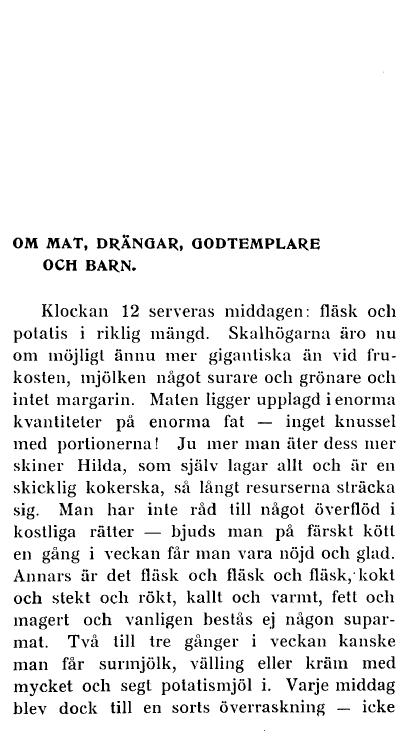 OM MAT, DRÄNGAR, GODTEMPLARE
OCH BARN.
Klockan 12 serveras middagen: fläsk och
potatis i riklig mängd. Skalhögarna äro nu
om möjligt ännu mer gigantiska än vid fru-
kosten, mjölken något surare och grönare och
intet margarin. Maten ligger upplagd i enorma
kvantiteter på enorma fat — inget knussel
med portionerna! Ju mer man äter dess mer
skiner Hilda, som själv lagar allt och är en
skicklig kokerska, så långt resurserna sträcka
sig. Man har inte råd till något överflöd i
kostliga rätter — bjuds man på färskt kött
en gång i veckan får man vara nöjd och glad.
Annars är det fläsk och fläsk och fläsk, kokt
och stekt och rökt, kallt och varmt, fett och
magert och vanligen bestås ej någon supar-
mat. Två till tre gånger i veckan kanske
man får surmjölk, välling eller kräm med
mycket och segt potatismjöl i. Varje middag
blev dock till en sorts överraskning — icke